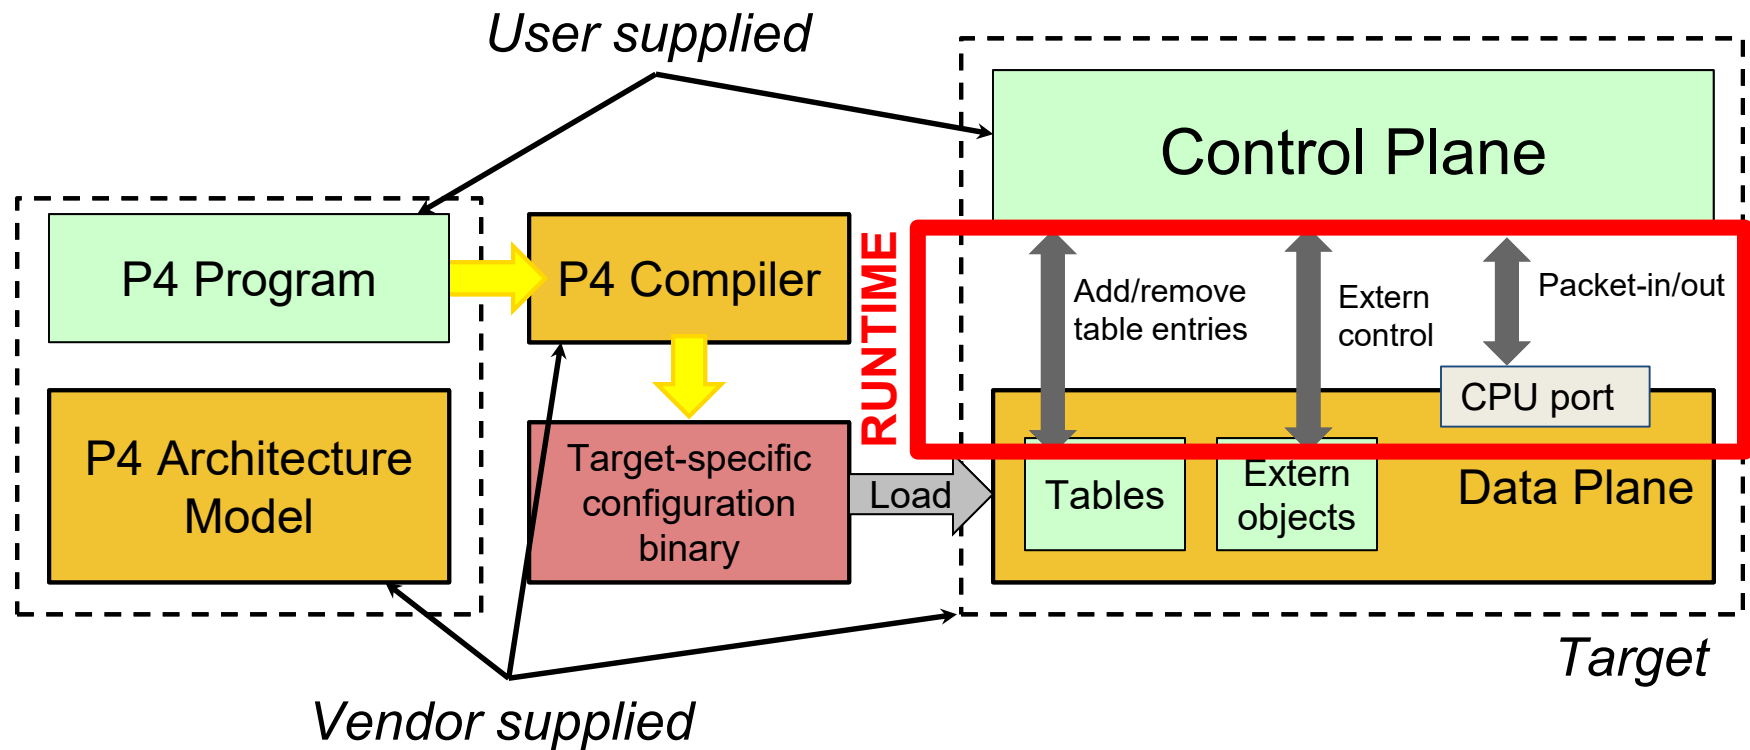 User supplied
Control Plane
P4 Program
P4 Compiler
RUNTIME
Add/remove
table entries
Extern
control
Packet-in/out
CPU port
P4 Architecture
Model
Target-specific
configuration
binary
Load
Tables
Extern
objects
Data Plane
Target
Vendor supplied